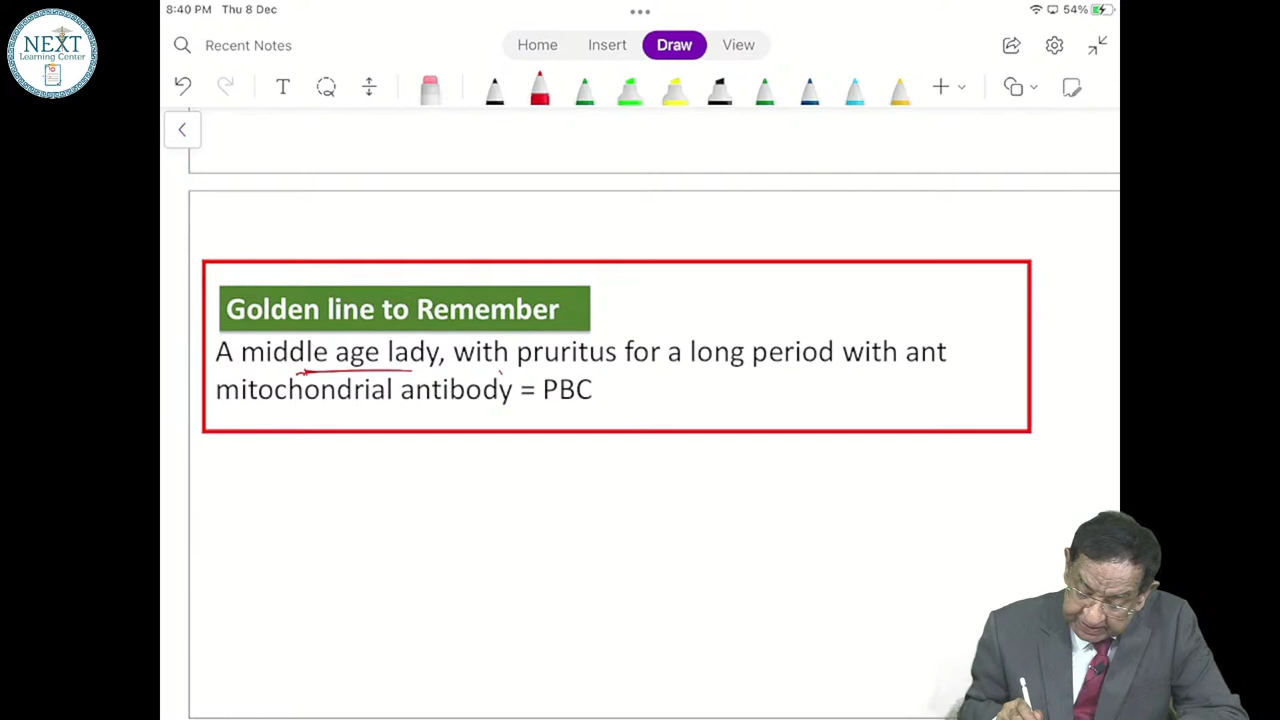 8:40 PM Thu 8 Dec
54%
NEXT
Learning Center
Recent Notes
Home Insert Draw View
T
Golden line to Remember
A middle age lady, with pruritus for a long period with ant
mitochondrial antibody = PBC